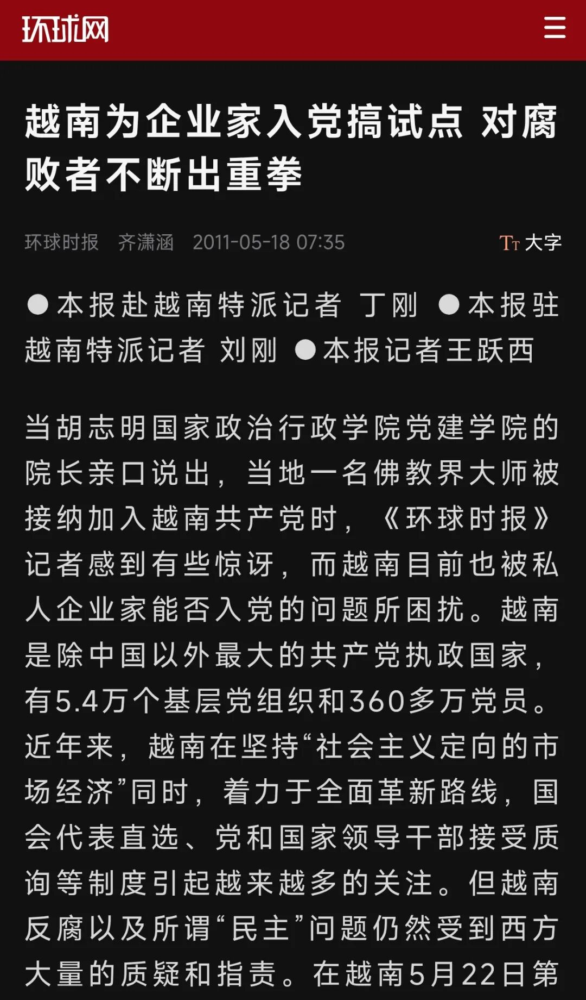 环球网
越南为企业家入党搞试点 对腐
败者不断出重拳
环球时报 齐潇涵 2011-05-18 07:35 TT 大字
●本报赴越南特派记者 丁刚 ●本报驻
越南特派记者 刘刚 ●本报记者王跃西
当胡志明国家政治行政学院党建学院的
院长亲口说出，当地一名佛教界大师被
接纳加入越南共产党时，《环球时报》
记者感到有些惊讶，而越南目前也被私
人企业家能否入党的问题所困扰。越南
是除中国以外最大的共产党执政国家，
有5.4万个基层党组织和360多万党员。
近年来，越南在坚持“社会主义定向的市
场经济”同时，着力于全面革新路线，国
会代表直选、党和国家领导干部接受质
询等制度引起越来越多的关注。但越南
反腐以及所谓“民主”问题仍然受到西方
大量的质疑和指责。在越南5月22日第